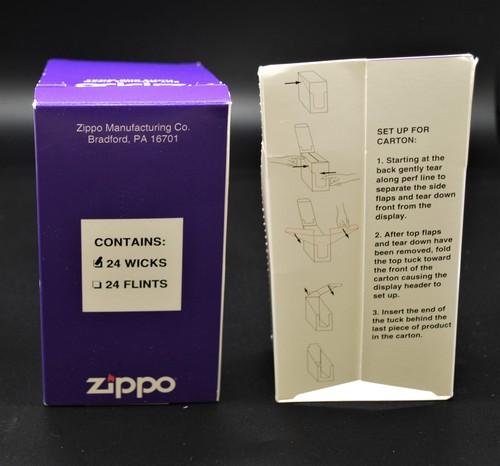 Zippo Manufacturing Co.
Bradford, PA 16701
CONTAINS:
24 WICKS
24 FLINTS
zippo
SET UP FOR
CARTON:
1. Starting at the
back gently tear
along perf line to
separate the side
flaps and tear down
front from the
display.
2. After top flaps
and tear down have
been removed, fold
the top tuck toward
the front of the
carton causing the
display header to
set up.
3. Insert the end of
the tuck behind the
last piece of product
in the carton.